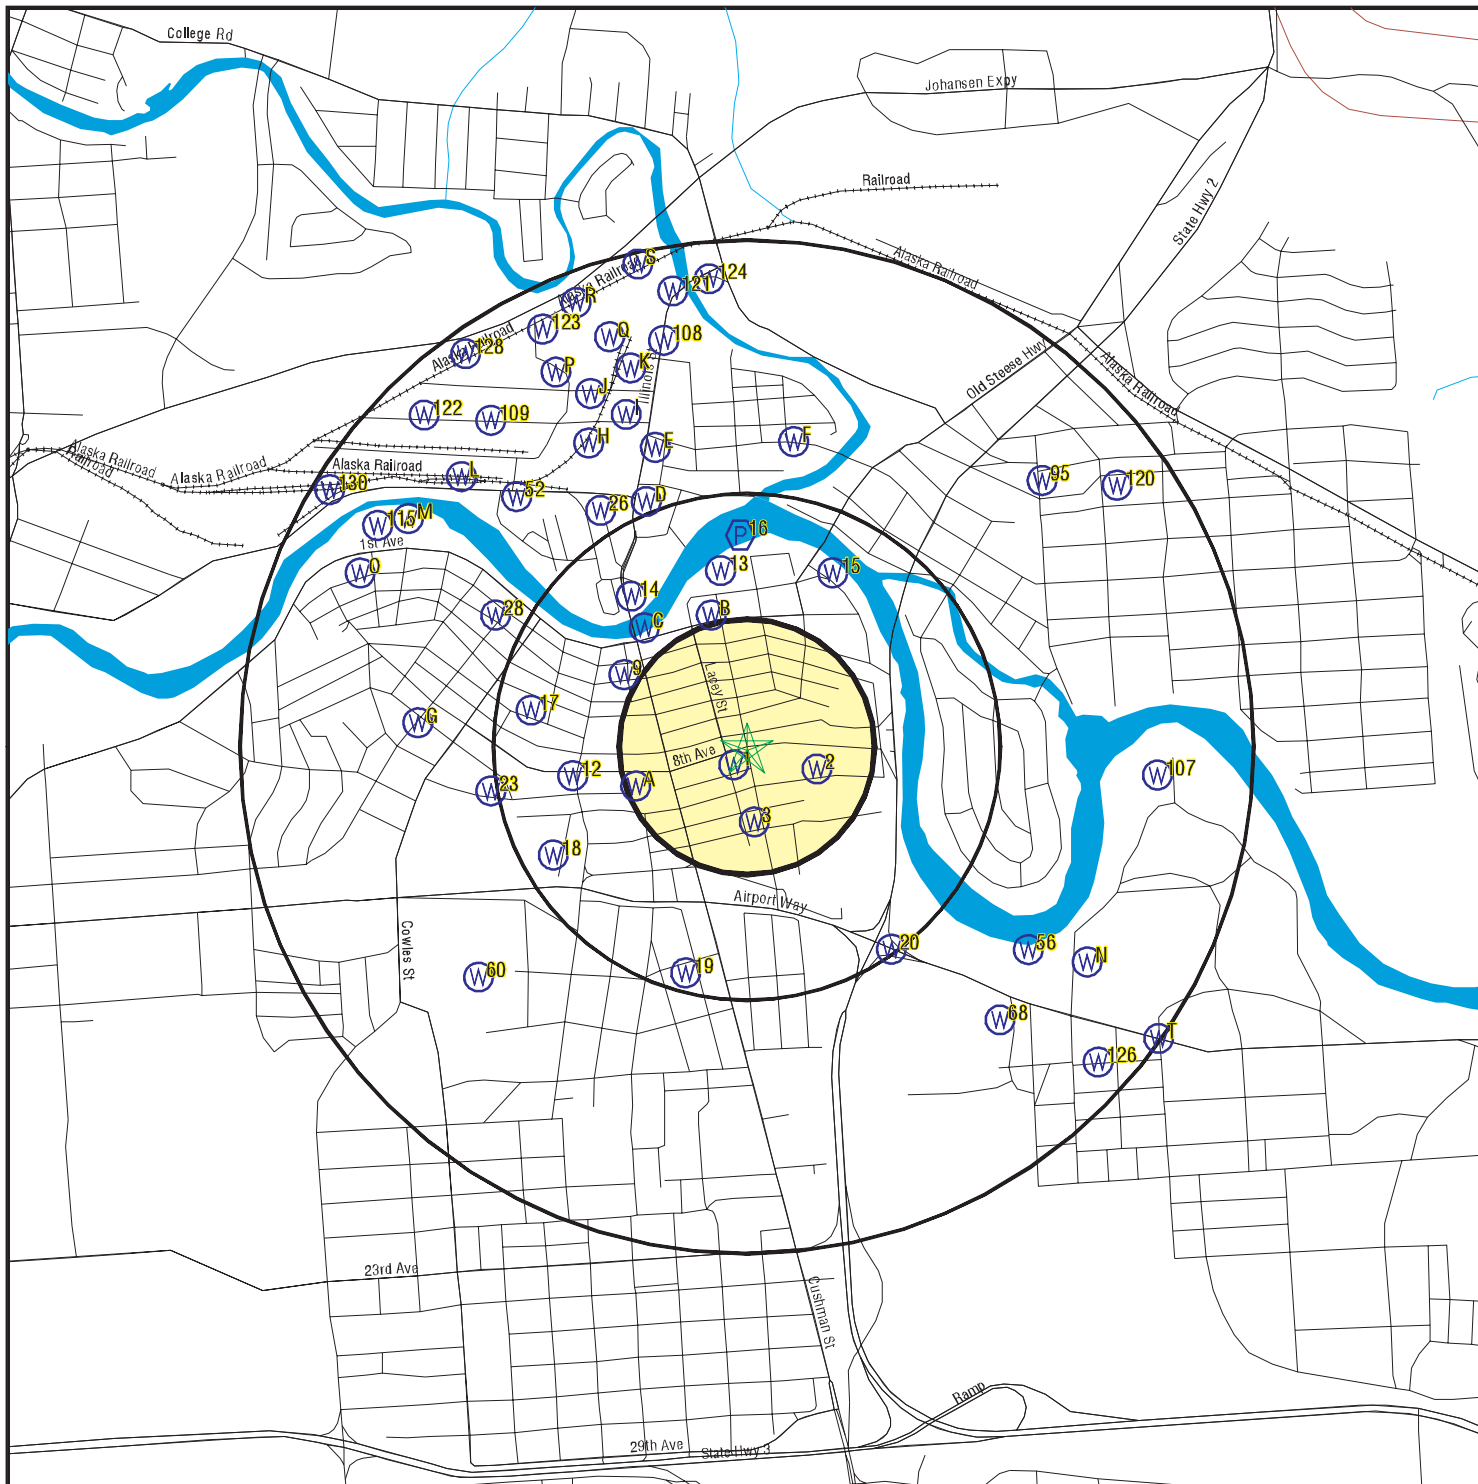 College Rd
Johansen Expy
Railroad
State Hwy 2
Alaska Railroad
W S
W 124
W 121
Alaska Railroad
W R
W 123
W Q
W 108
Old Steese Hwy
Alaska Railroad
W 128
Alaska Railroad
W P
W K
Illinois St
W J
W 122
W 109
W I
W H
W E
W F
Alaska Railroad
Railroad
Alaska Railroad
Alaska Railroad
W L
W 130
W 52
W D
W 26
W 95
W 120
W 115
W M
1st Ave
P 16
W 13
W 15
W O
W 14
W 28
W B
W C
W 9
Lacey St
W 17
W G
8th Ave
W 1
W 2
W 12
W A
W 23
W 107
W 3
W 18
Airport Way
Cowles St
W 20
W 56
W N
W 60
W 19
W 68
W T
W 126
23rd Ave
Cushman St
Ramp
29th Ave
State Hwy 3